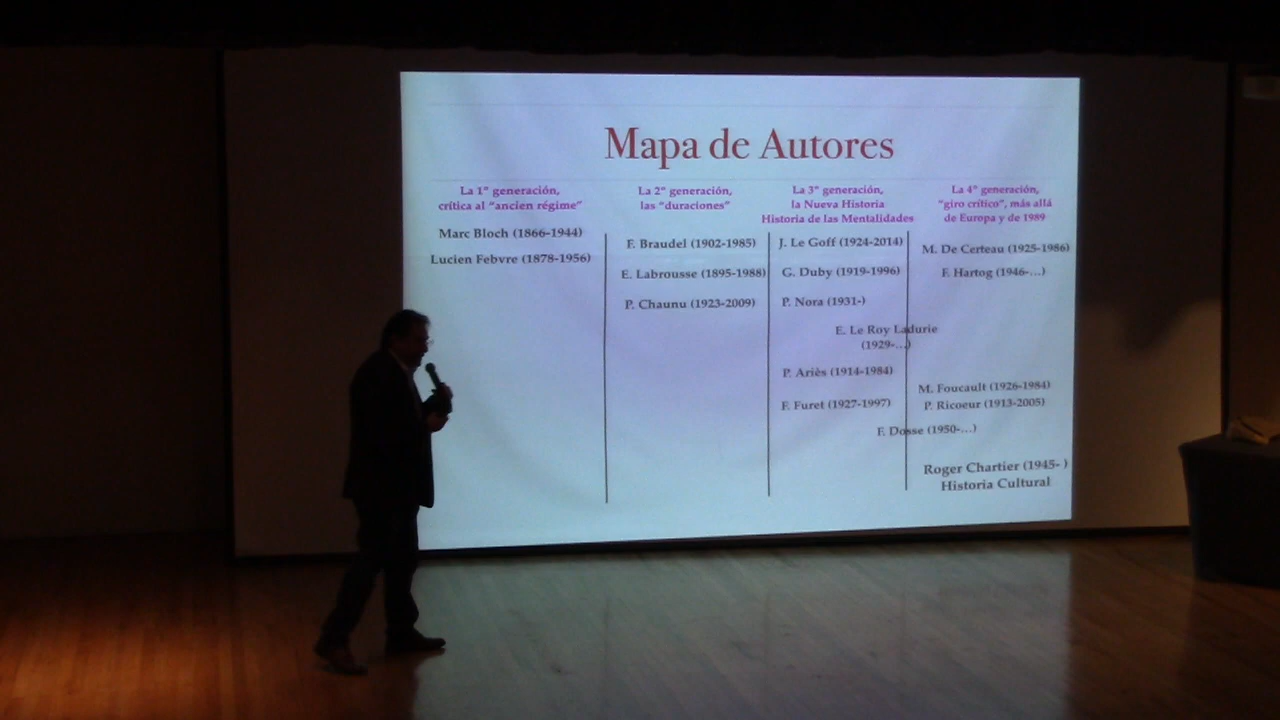 Mapa de Autores
La 1ª generación,
crítica al "ancien régime"
Marc Bloch (1866-1944)
Lucien Febvre (1878-1956)
La 2ª generación,
las "duraciones"
F. Braudel (1902-1985)
E. Labrousse (1895-1988)
P. Chaunu (1923-2009)
La 3ª generación,
la Nueva Historia
Historia de las Mentalidades
J. Le Goff (1924-2014)
G. Duby (1919-1996)
P. Nora (1931-)
E. Le Roy Ladurie
(1929-...)
P. Ariès (1914-1984)
F. Furet (1927-1997)
F. Dosse (1950-...)
La 4ª generación,
"giro crítico", más allá
de Europa y de 1989
M. De Certeau (1925-1986)
F. Hartog (1946-...)
M. Foucault (1926-1984)
P. Ricoeur (1913-2005)
Roger Chartier (1945- )
Historia Cultural